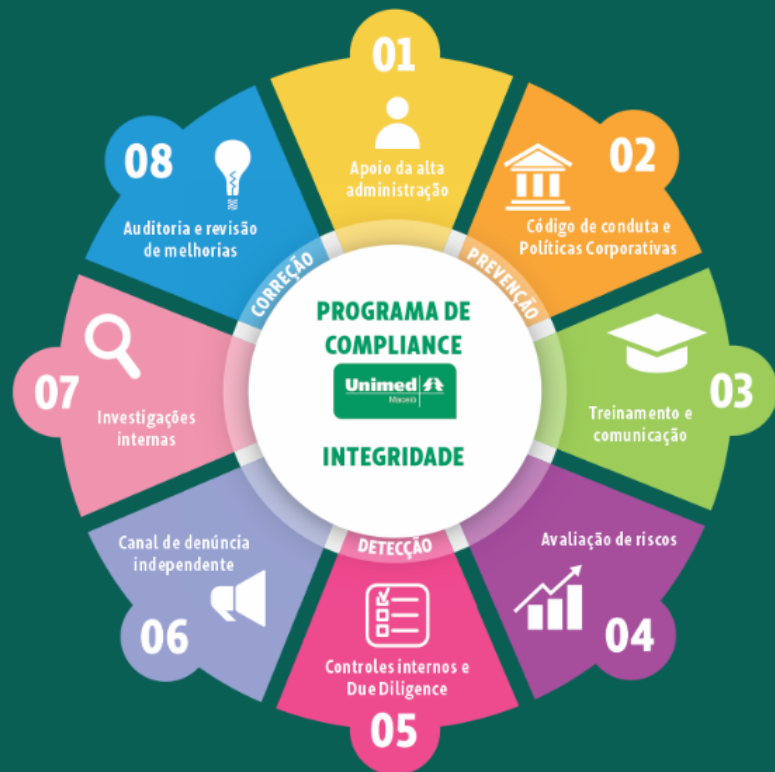 01
Apoio da alta
administração
02
Código de conduta e
Políticas Corporativas
03
Treinamento e
comunicação
04
Avaliação de riscos
05
Controles internos e
Due Diligence
06
Canal de denúncia
independente
07
Investigações
internas
08
Auditoria e revisão
de melhorias
CORREÇÃO
PREVENÇÃO
DETECÇÃO
PROGRAMA DE
COMPLIANCE
Unimed
Maceió
INTEGRIDADE